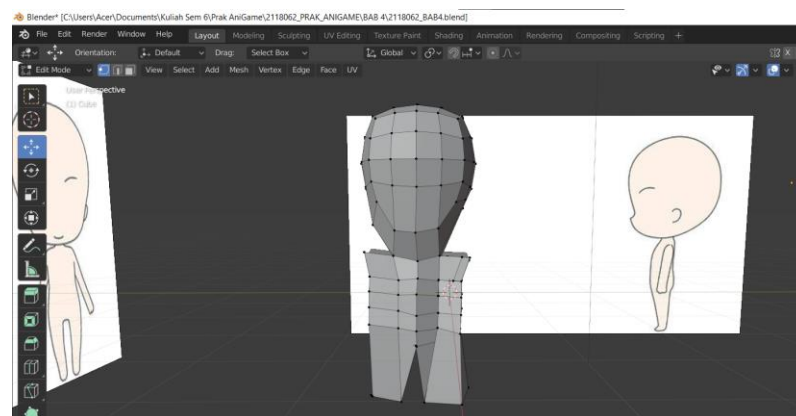 Blender* [C:\Users\Acer\Documents\Kuliah Sem 6\Prak AniGame\2118062_PRAK_ANIGAME\BAB 4\2118062_BAB4.blend]
File Edit Render Window Help Layout Modeling Sculpting UV Editing Texture Paint Shading Animation Rendering Compositing Scripting +
Orientation: Default Drag: Select Box Global X
Edit Mode View Select Add Mesh Vertex Edge Face UV
User Perspective
(1) Cube